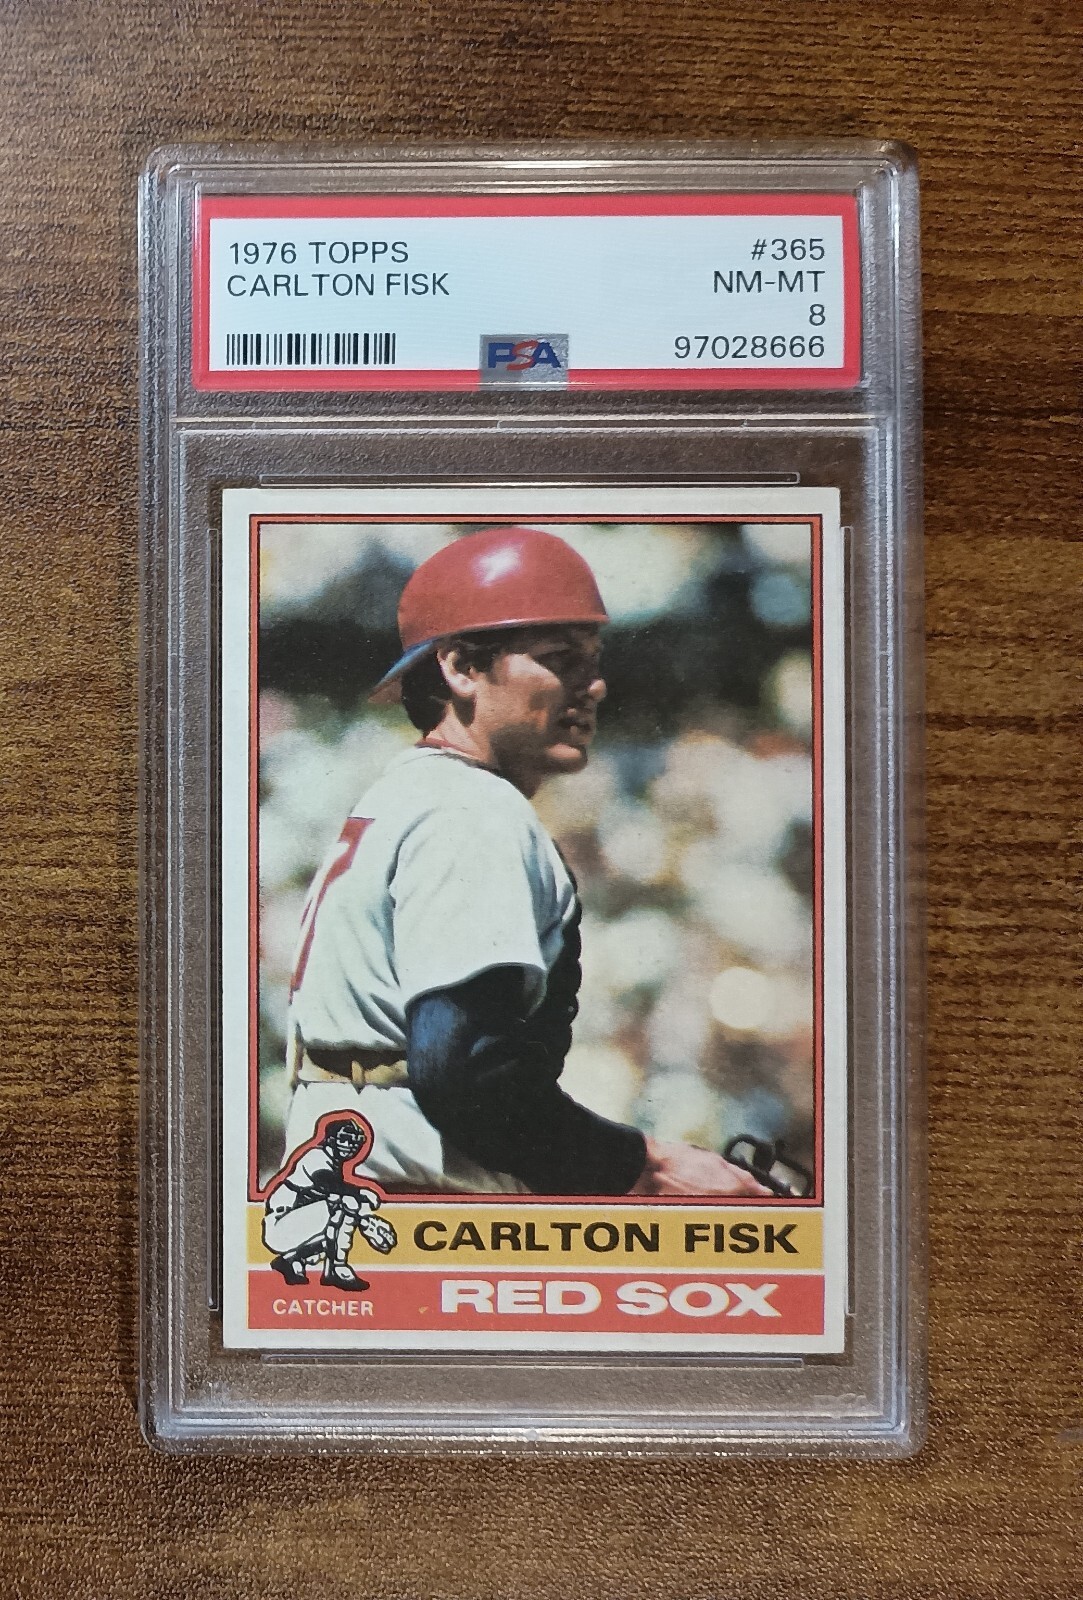 1976 TOPPS #365
CARLTON FISK NM-MT
8
PSA 97028666
CARLTON FISK
RED SOX
CATCHER